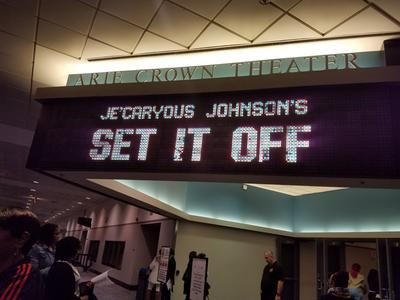 ARIE CROWN THEATER
JE'CARYOUS JOHNSON'S
SET IT OFF